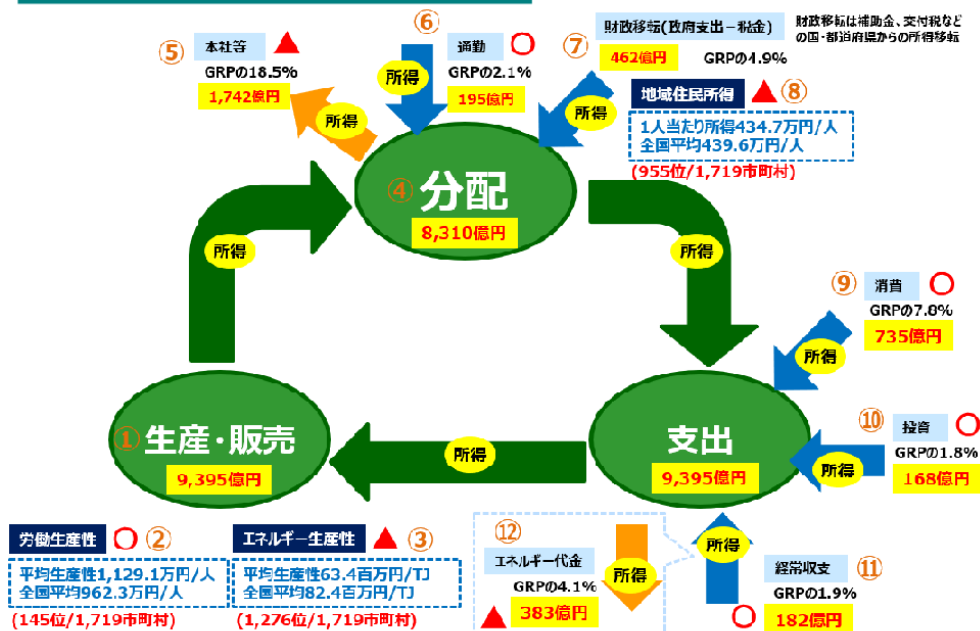 ⑤ 本社等 ▲
GRPの18.5%
1,742億円
所得
⑥
通勤 ○
GRPの2.1%
195億円
所得
⑦ 財政移転(政府支出－税金)
462億円 GRPの4.9%
所得
財政移転は補助金、交付税など
の国・都道府県からの所得移転
地域住民所得 ▲ ⑧
1人当たり所得434.7万円/人
全国平均439.6万円/人
(955位/1,719市町村)
④ 分配
8,310億円
所得
所得
⑨ 消費 ○
GRPの7.8%
735億円
所得
⑩ 投資 ○
GRPの1.8%
168億円
所得
① 生産・販売
9,395億円
所得
支出
9,395億円
労働生産性 ○ ②
平均生産性1,129.1万円/人
全国平均962.3万円/人
(145位/1,719市町村)
エネルギー生産性 ▲ ③
平均生産性63.4百万円/TJ
全国平均82.4百万円/TJ
(1,276位/1,719市町村)
⑫
エネルギー代金
GRPの4.1%
▲ 383億円
所得
所得
経常収支 ⑪
GRPの1.9%
○ 182億円